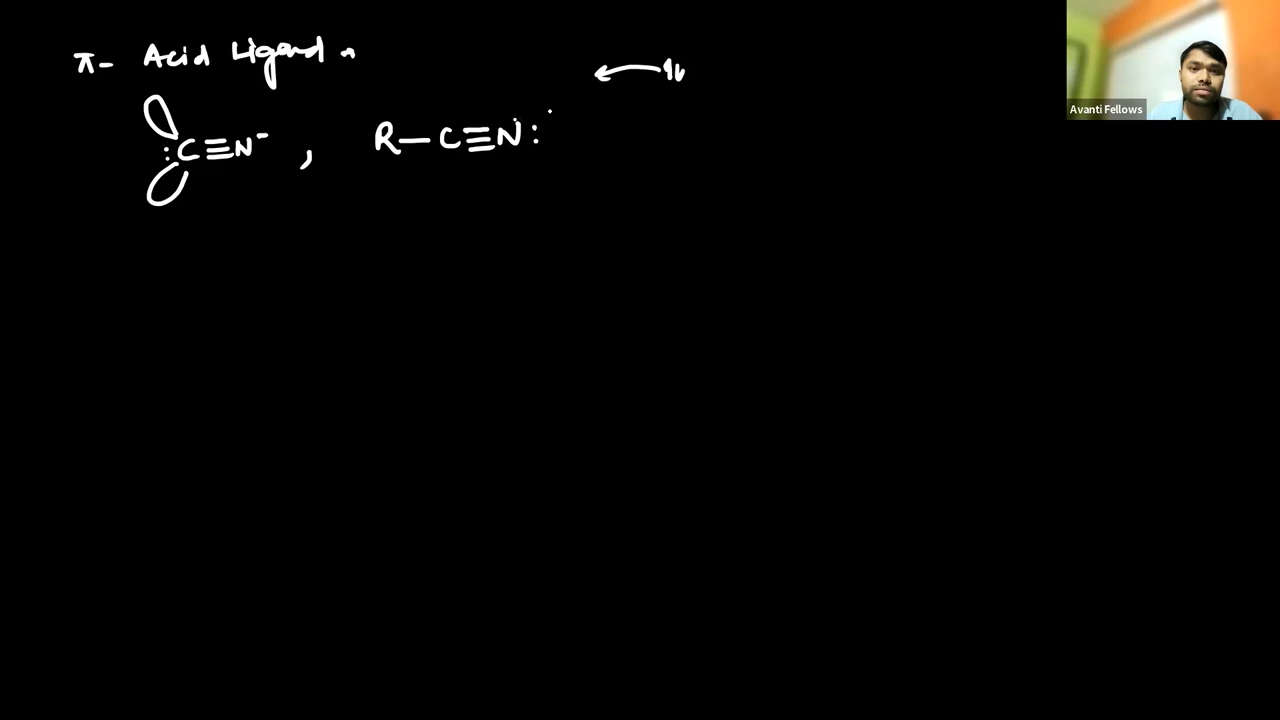 π- Acid Ligand
:C≡N⁻ , R-C≡N:
Avanti Fellows